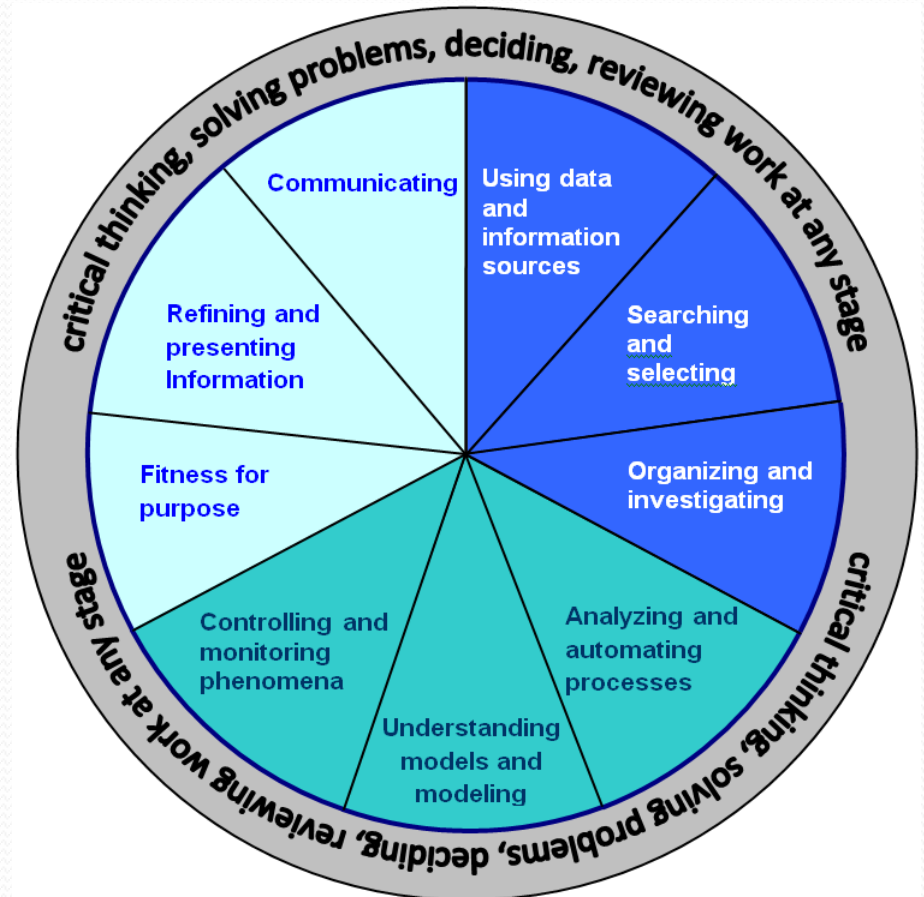 critical thinking, solving problems, deciding, reviewing work at any stage
Communicating
Using data
and
information
sources
Searching
and
selecting
Organizing and
investigating
Analyzing and
automating
processes
Understanding
models and
modeling
Controlling and
monitoring
phenomena
Fitness for
purpose
Refining and
presenting
Information
critical thinking, solving problems, deciding, reviewing work at any stage